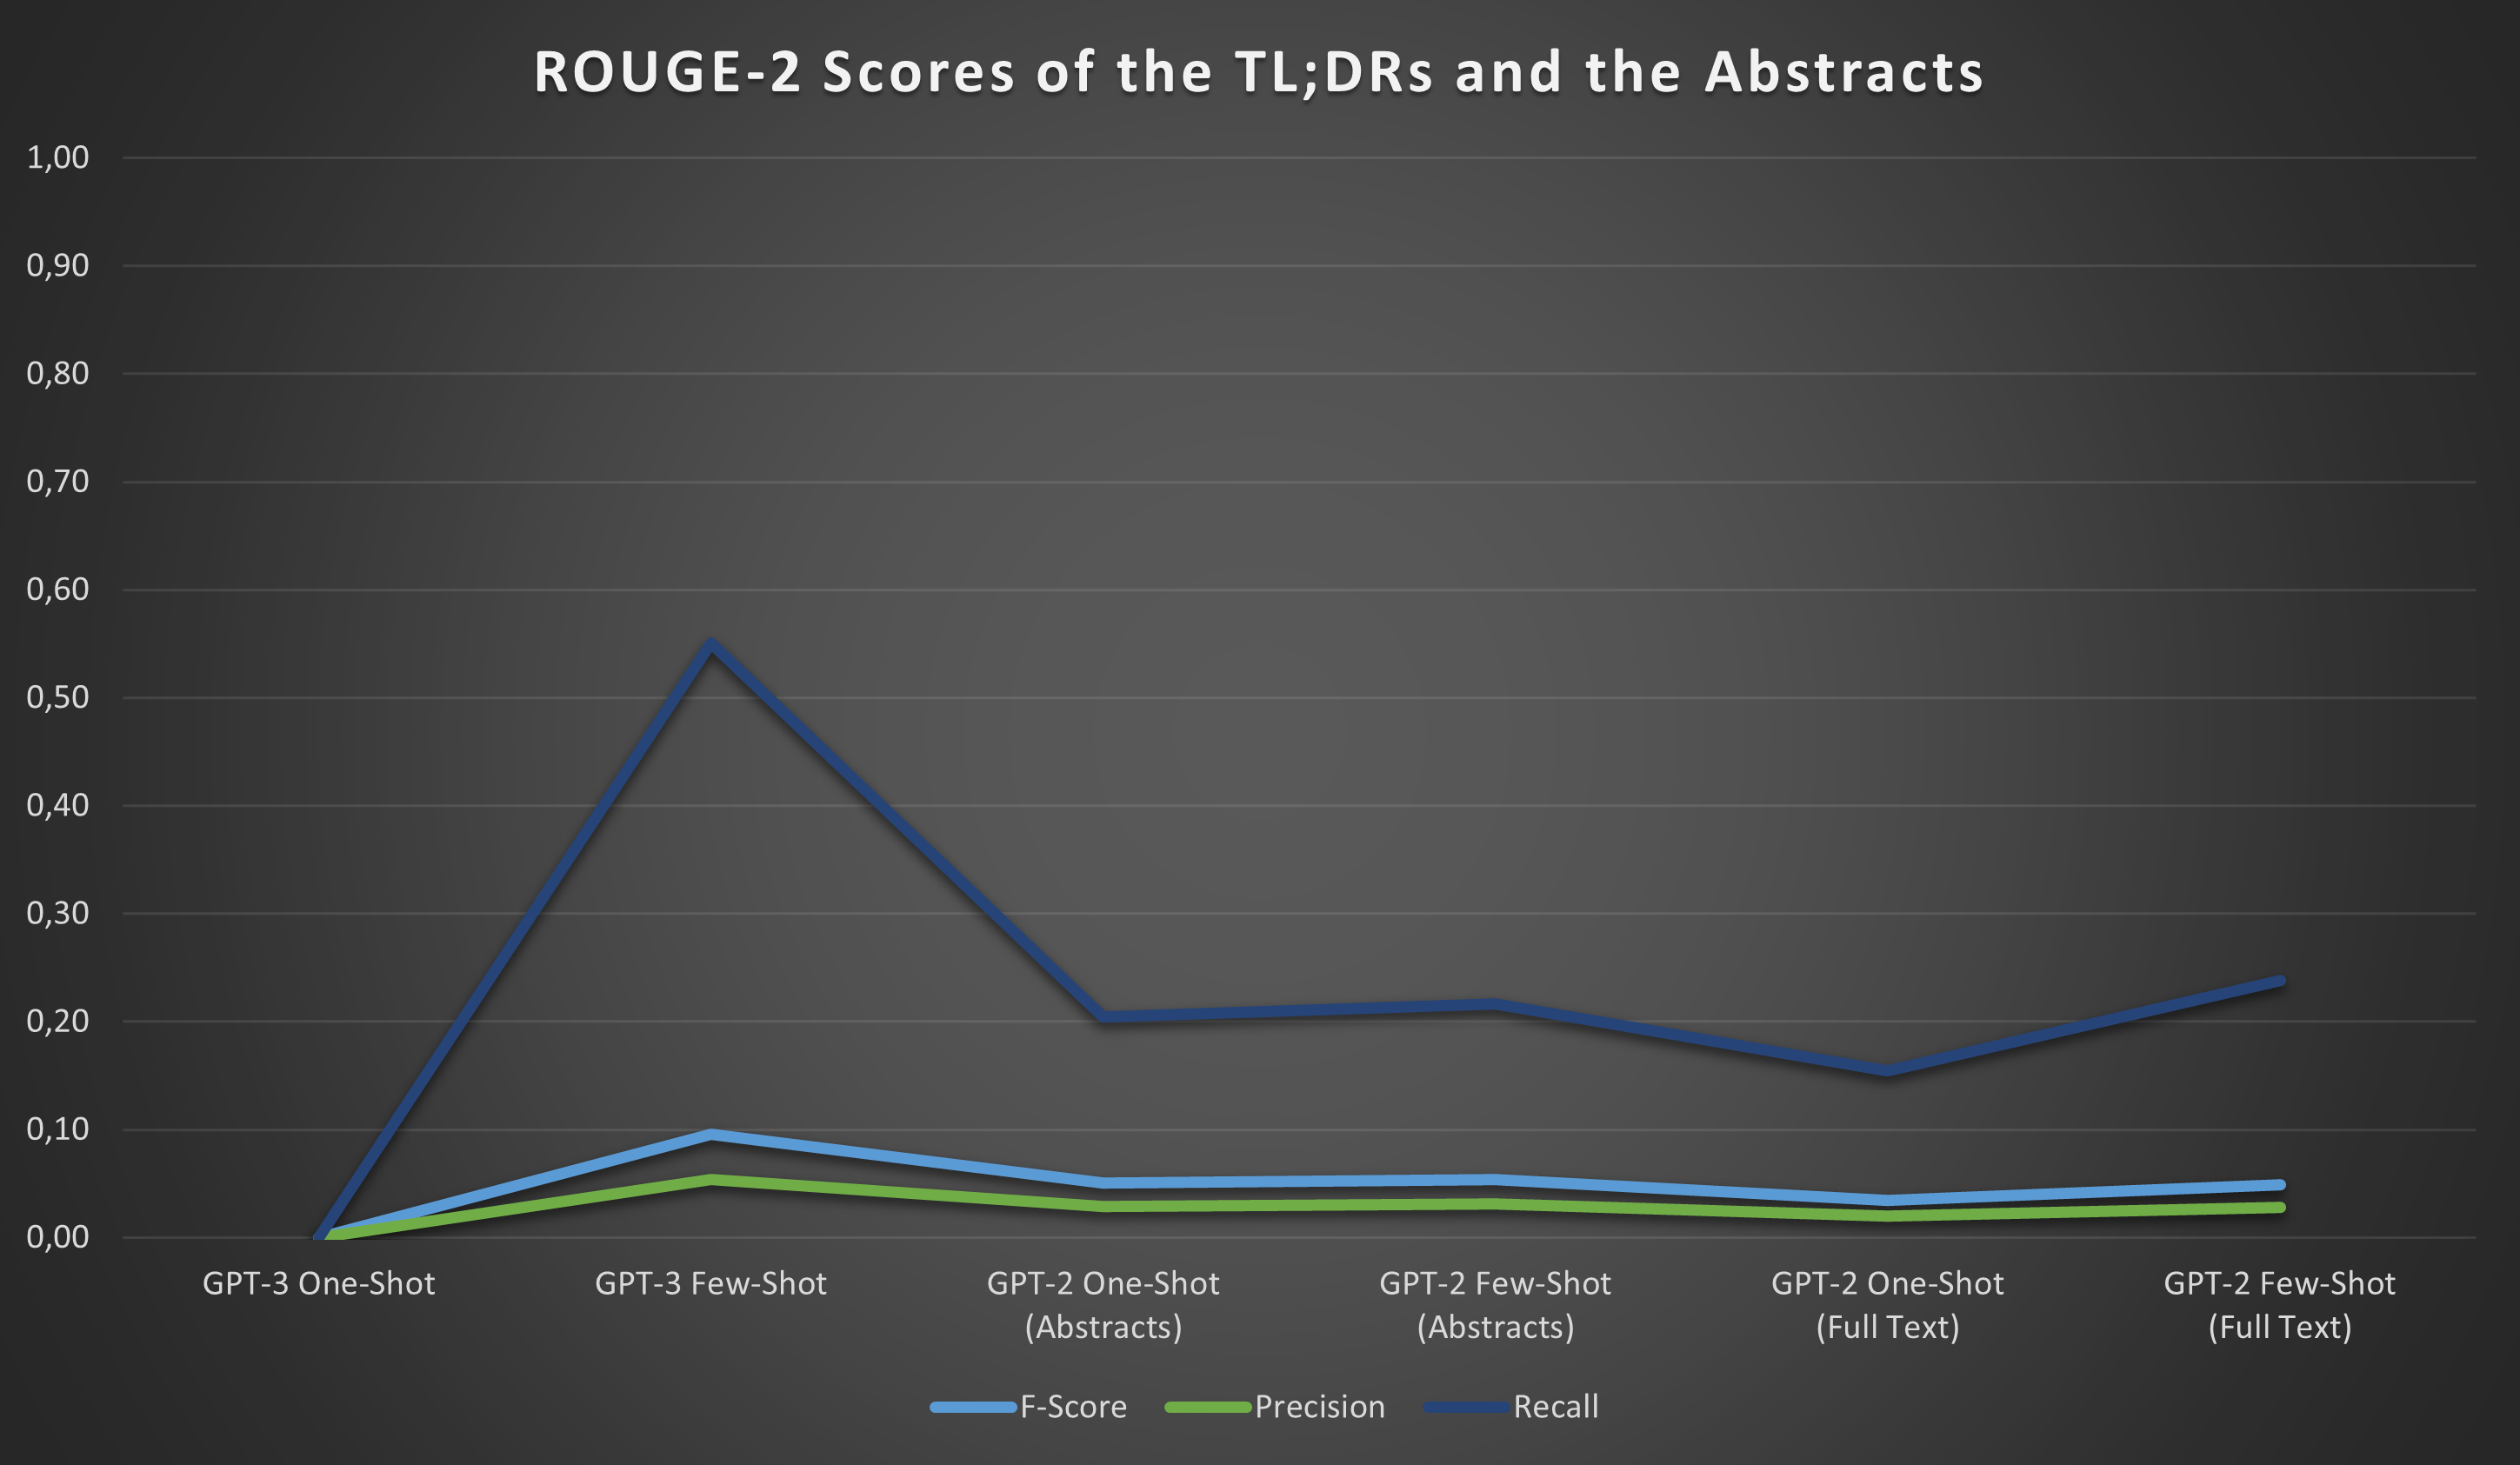 ROUGE-2 Scores of the TL;DRs and the Abstracts
1,00
0,90
0,80
0,70
0,60
0,50
0,40
0,30
0,20
0,10
0,00
GPT-3 One-Shot
GPT-3 Few-Shot
GPT-2 One-Shot
(Abstracts)
GPT-2 Few-Shot
(Abstracts)
GPT-2 One-Shot
(Full Text)
GPT-2 Few-Shot
(Full Text)
F-Score Precision Recall